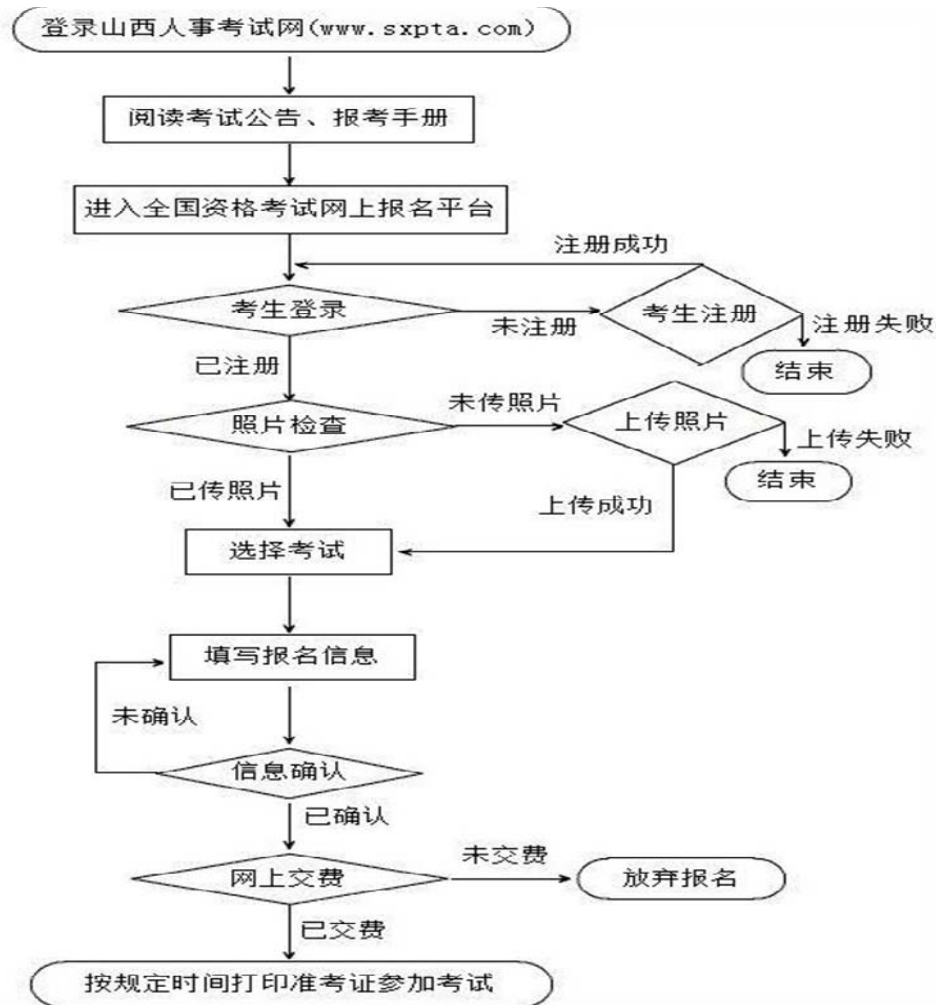 登录山西人事考试网(www.sxpta.com)
阅读考试公告、报考手册
进入全国资格考试网上报名平台
注册成功
考生登录
未注册
考生注册
注册失败
已注册
结束
照片检查
未传照片
上传照片
上传失败
已传照片
结束
上传成功
选择考试
填写报名信息
未确认
信息确认
已确认
网上交费
未交费
放弃报名
已交费
按规定时间打印准考证参加考试